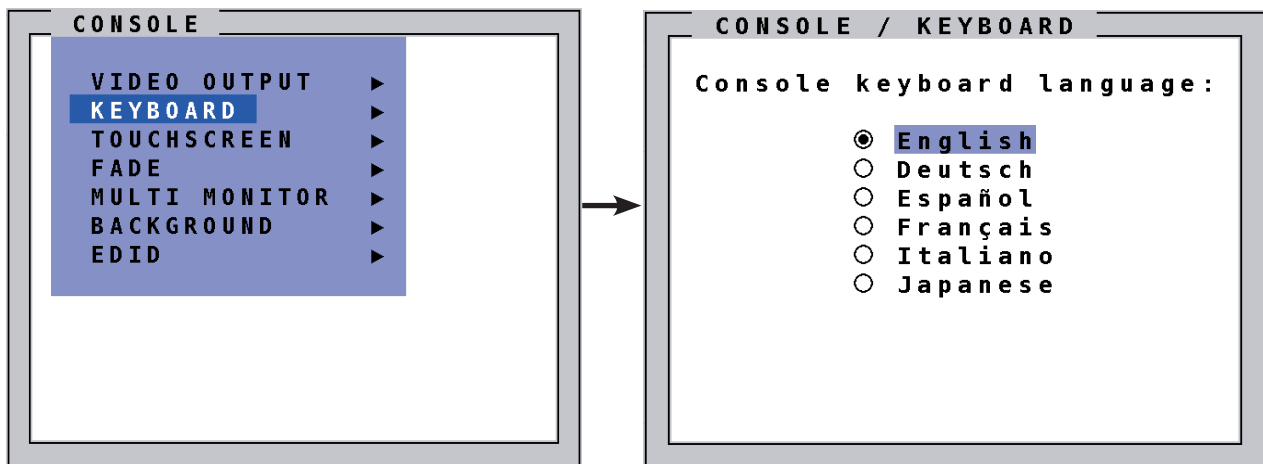 CONSOLE
VIDEO OUTPUT ▶
KEYBOARD ▶
TOUCHSCREEN ▶
FADE ▶
MULTI MONITOR ▶
BACKGROUND ▶
EDID ▶
CONSOLE / KEYBOARD
Console keyboard language:
English
Deutsch
Español
Français
Italiano
Japanese